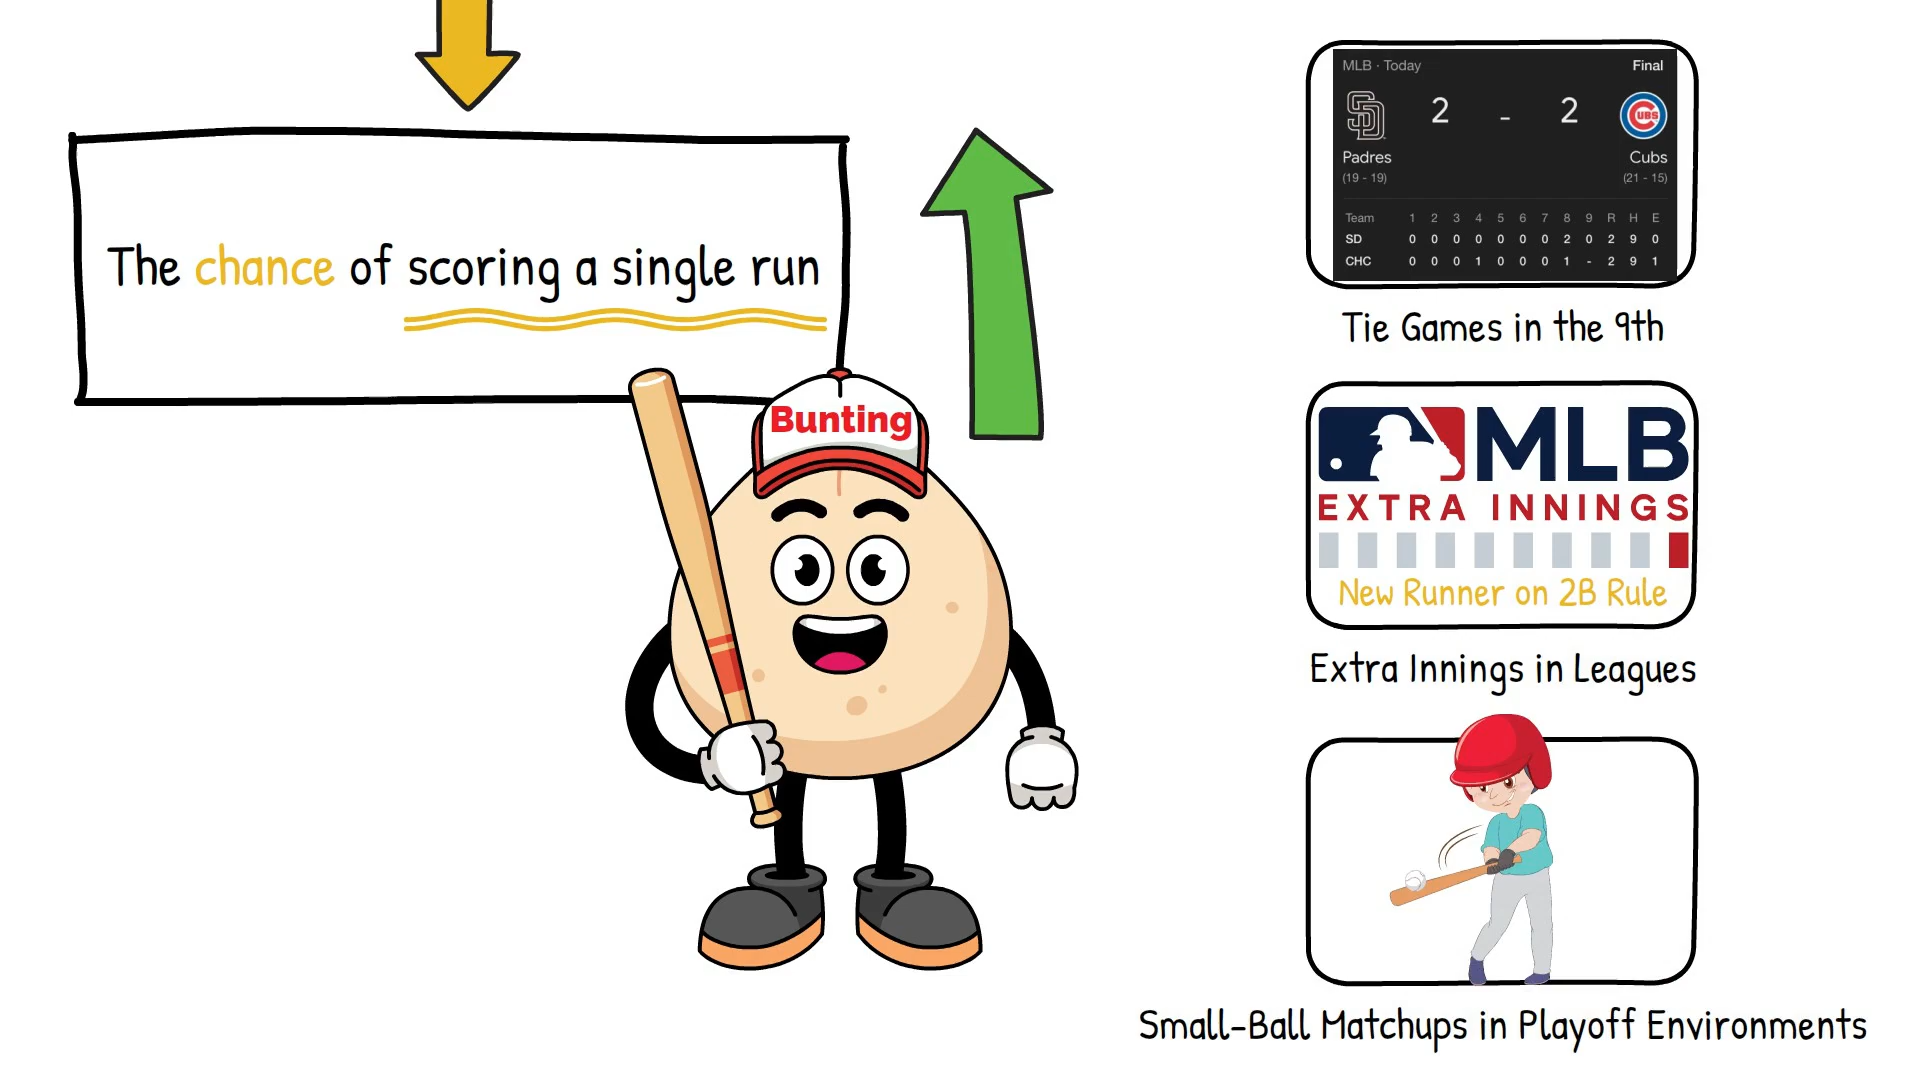 The chance of scoring a single run
Bunting
MLB · Today Final
2 - 2
SD
CUBS
Padres Cubs
(19 - 19) (21 - 15)
Team 1 2 3 4 5 6 7 8 9 R H E
SD 0 0 0 0 0 0 0 2 0 2 9 0
CHC 0 0 0 1 0 0 0 1 - 2 9 1
Tie Games in the 9th
MLB
EXTRA INNINGS
New Runner on 2B Rule
Extra Innings in Leagues
Small-Ball Matchups in Playoff Environments